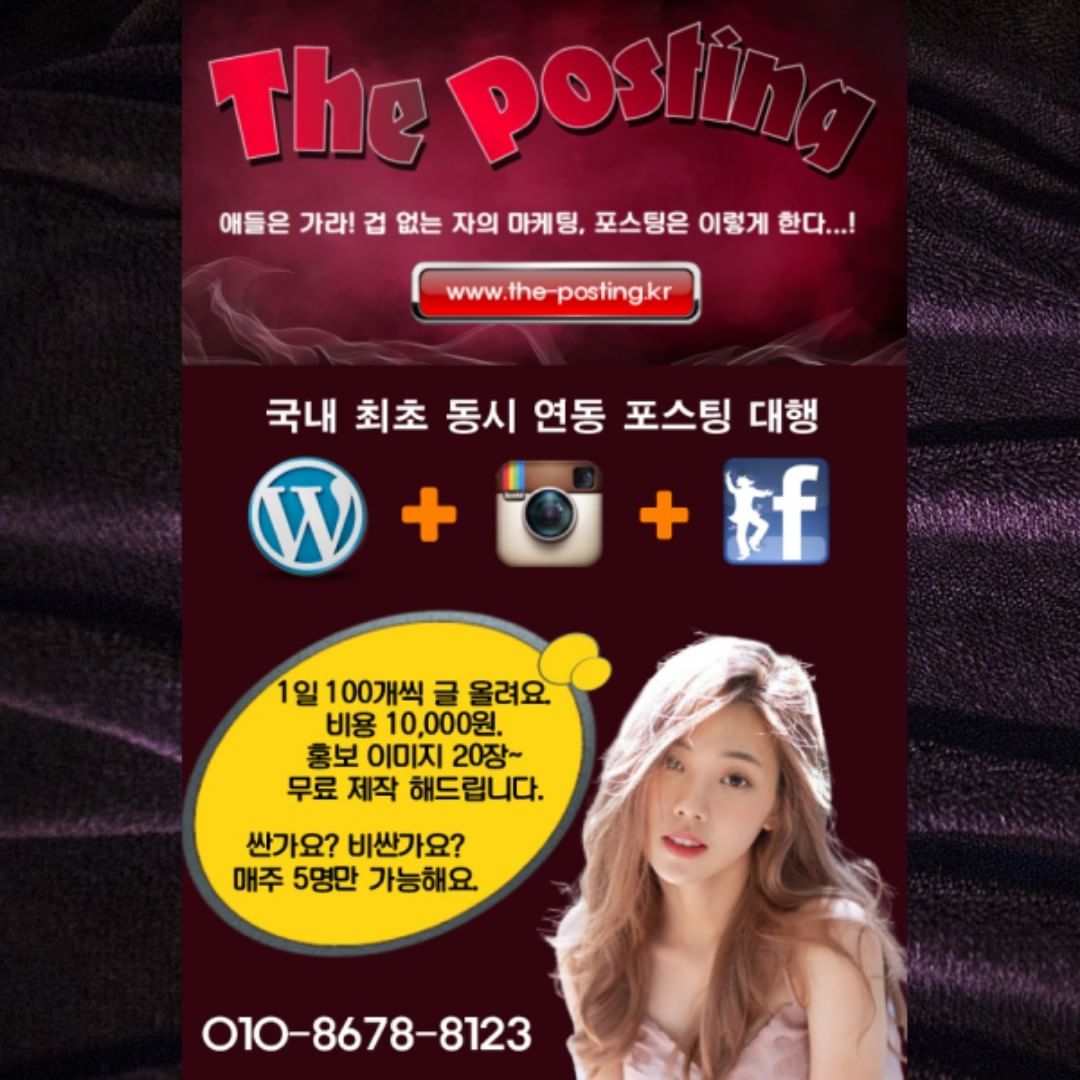 The Posting
애들은 가라! 겁 없는 자의 마케팅, 포스팅은 이렇게 한다...!
www.the-posting.kr
국내 최초 동시 연동 포스팅 대행
1일 100개씩 글 올려요.
비용 10,000원.
홍보 이미지 20장~
무료 제작 해드립니다.
싼가요? 비싼가요?
매주 5명만 가능해요.
010-8678-8123